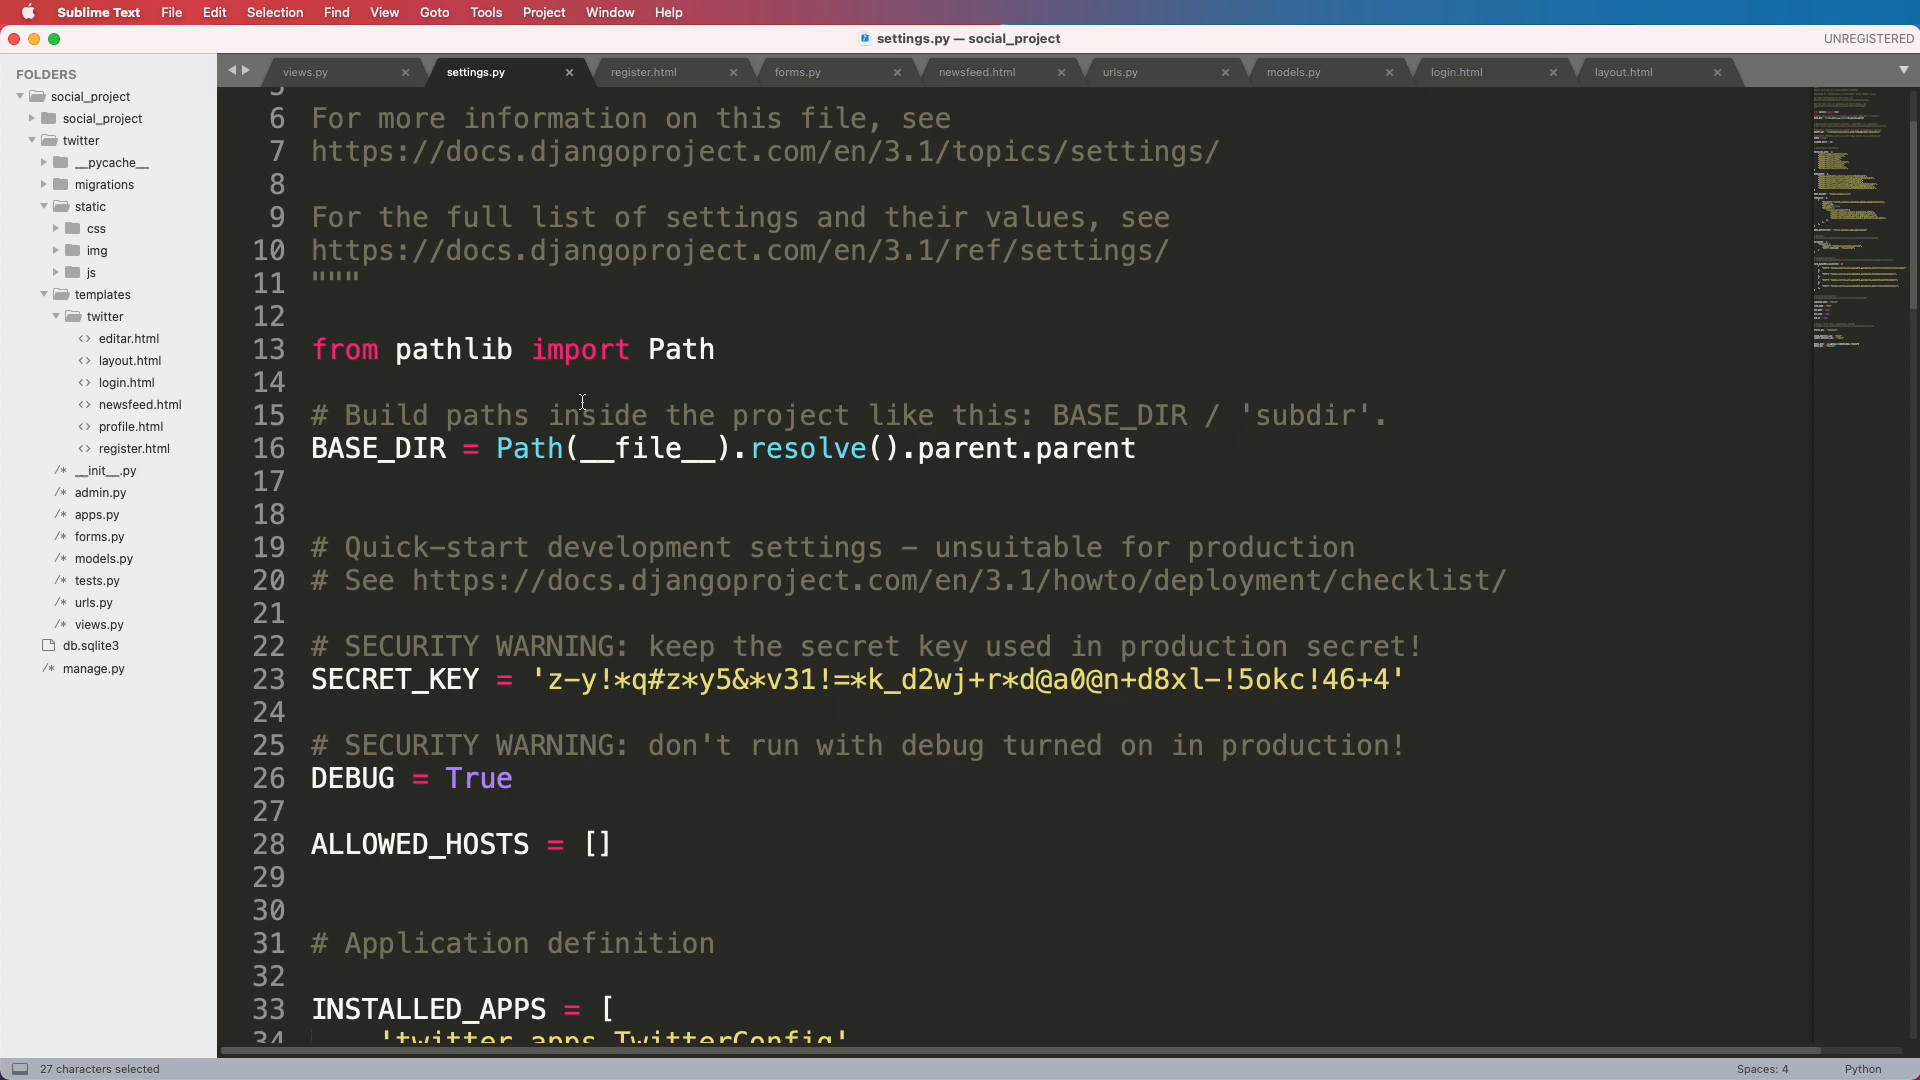 Sublime Text File Edit Selection Find View Goto Tools Project Window Help
settings.py — social_project
UNREGISTERED
FOLDERS
social_project
social_project
twitter
__pycache__
migrations
static
css
img
js
templates
twitter
<> editar.html
<> layout.html
<> login.html
<> newsfeed.html
<> profile.html
<> register.html
/* __init__.py
/* admin.py
/* apps.py
/* forms.py
/* models.py
/* tests.py
/* urls.py
/* views.py
db.sqlite3
/* manage.py
views.py × settings.py × register.html × forms.py × newsfeed.html × urls.py × models.py × login.html × layout.html ×
5
6 For more information on this file, see
7 https://docs.djangoproject.com/en/3.1/topics/settings/
8
9 For the full list of settings and their values, see
10 https://docs.djangoproject.com/en/3.1/ref/settings/
11 """
12
13 from pathlib import Path
14
15 # Build paths inside the project like this: BASE_DIR / 'subdir'.
16 BASE_DIR = Path(__file__).resolve().parent.parent
17
18
19 # Quick-start development settings - unsuitable for production
20 # See https://docs.djangoproject.com/en/3.1/howto/deployment/checklist/
21
22 # SECURITY WARNING: keep the secret key used in production secret!
23 SECRET_KEY = 'z-y!*q#z*y5&*v31!=*k_d2wj+r*d@a0@n+d8xl-!5okc!46+4'
24
25 # SECURITY WARNING: don't run with debug turned on in production!
26 DEBUG = True
27
28 ALLOWED_HOSTS = []
29
30
31 # Application definition
32
33 INSTALLED_APPS = [
34 'twitter.apps.TwitterConfig'
27 characters selected
Spaces: 4
Python